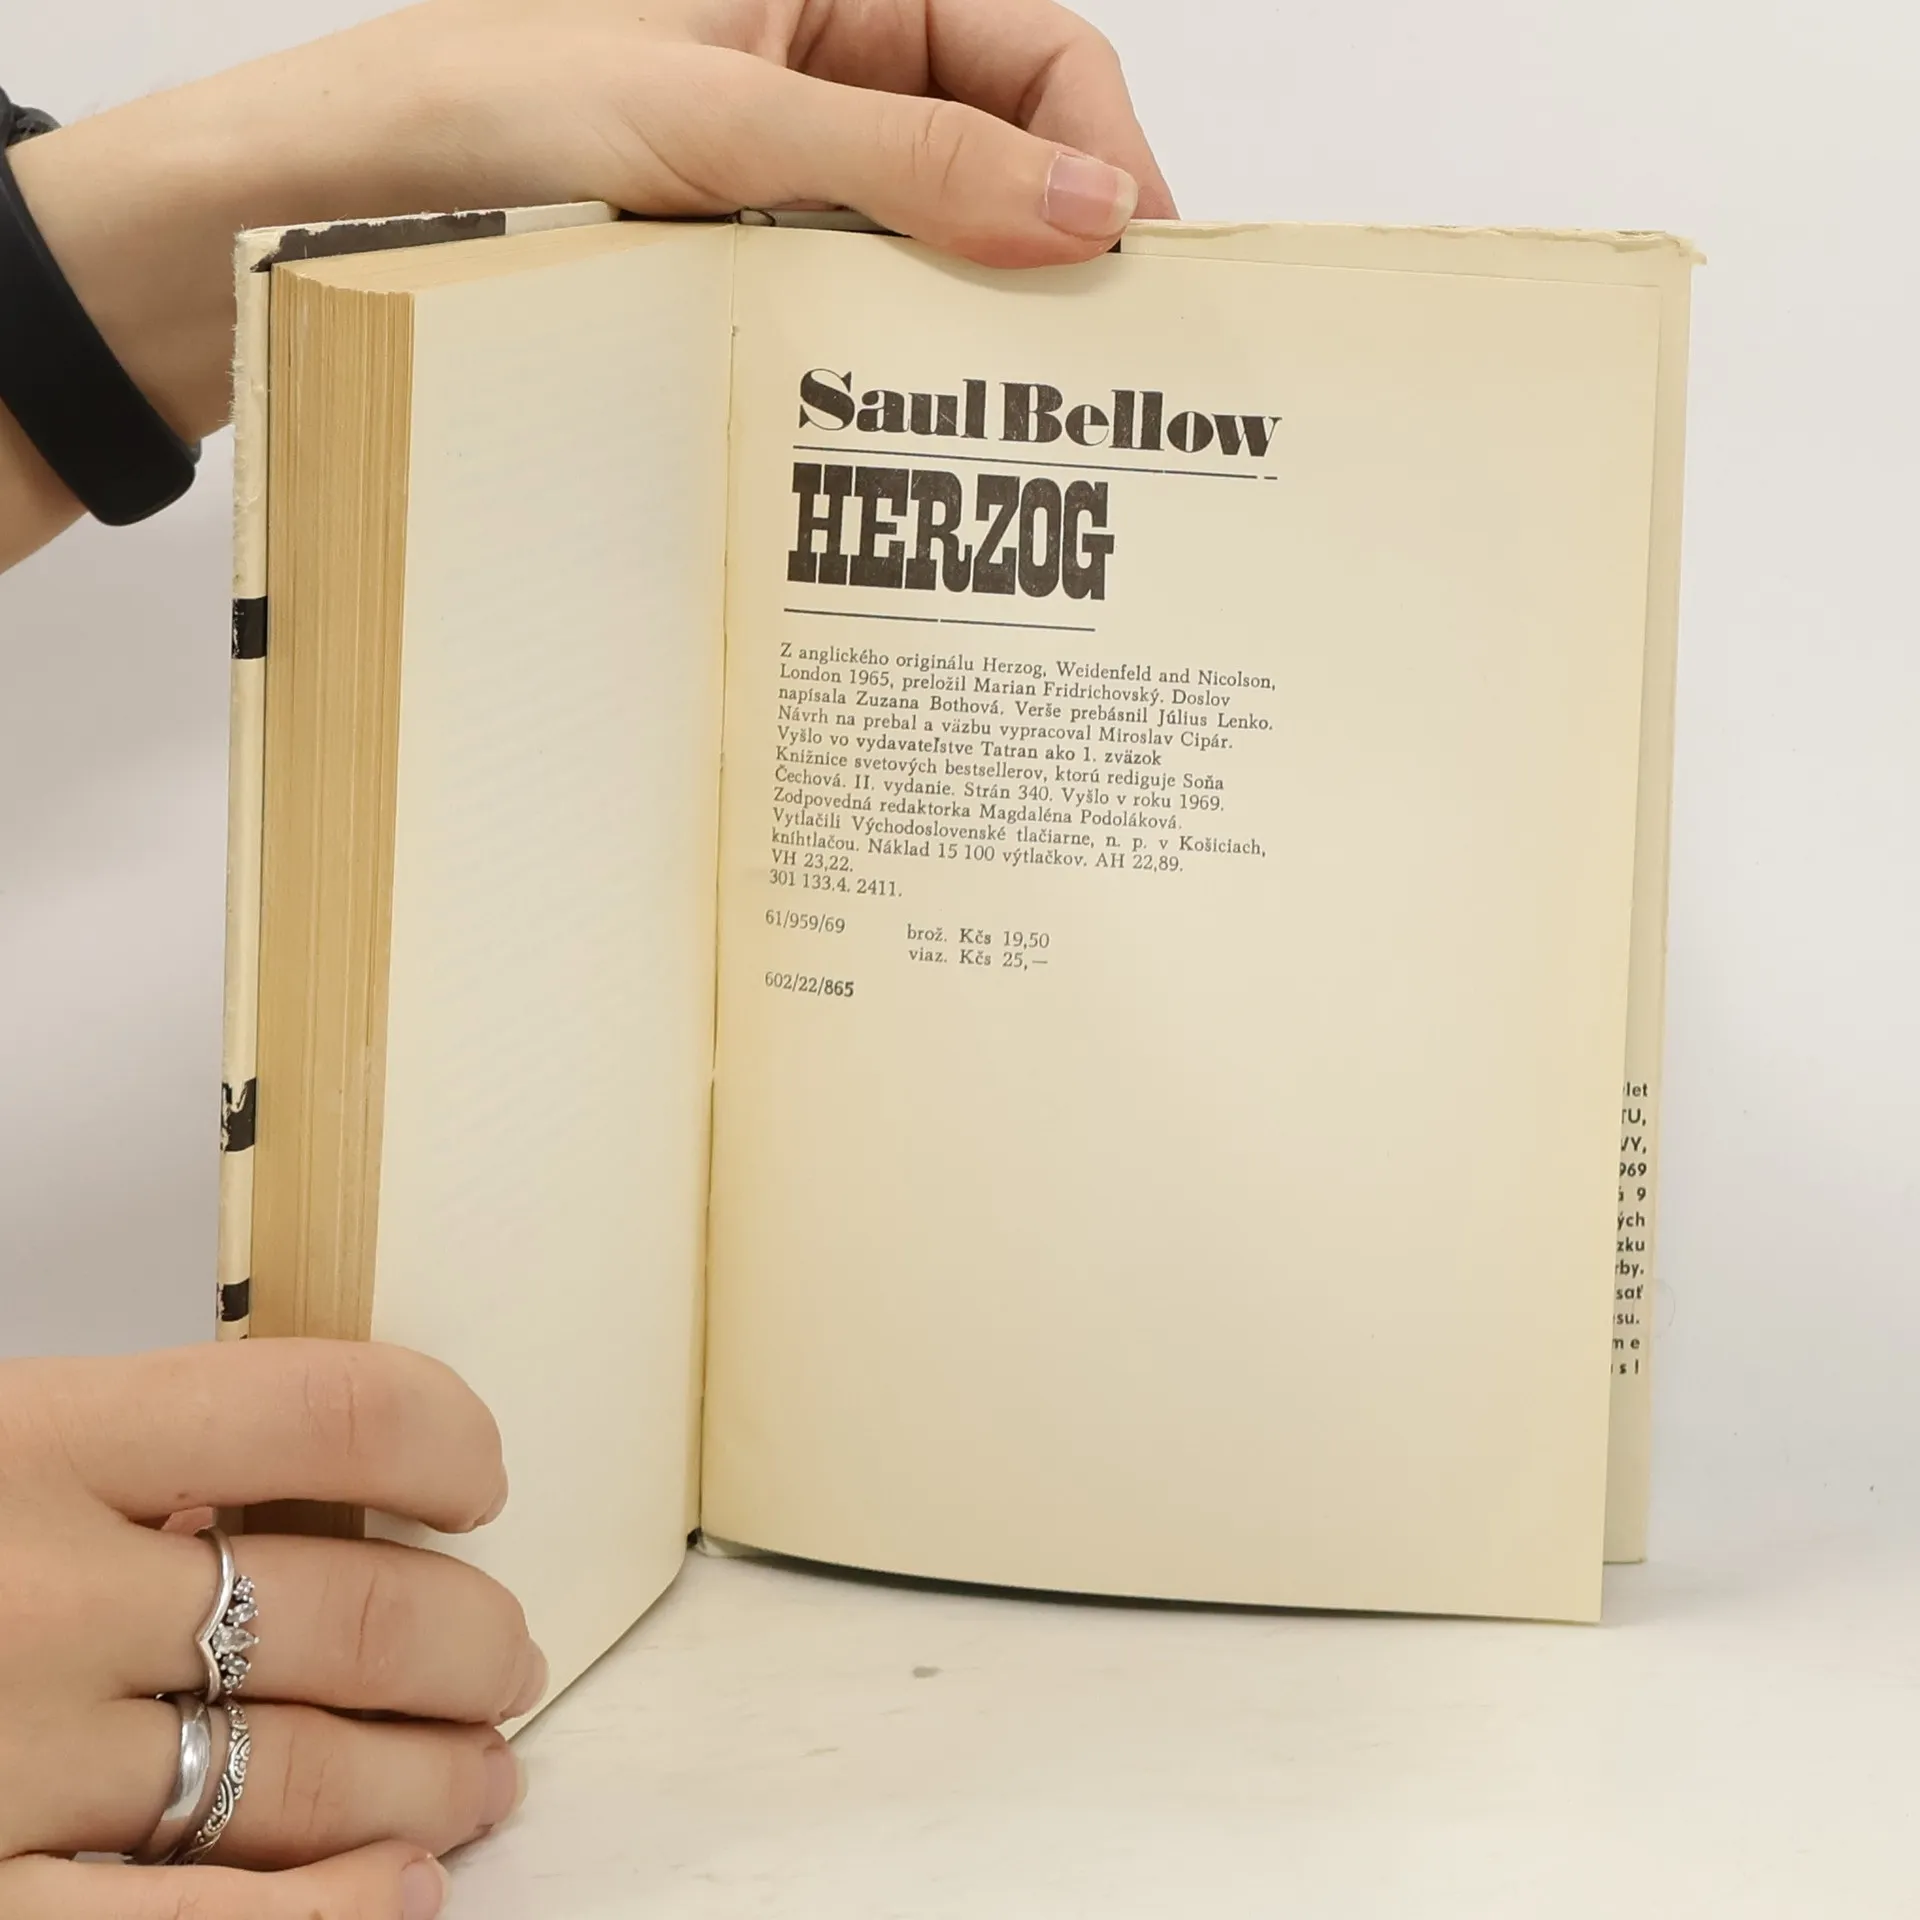 Saul Bellow
HERZOG
Z anglického originálu Herzog, Weidenfeld and Nicolson,
London 1965, preložil Marian Fridrichovský. Doslov
napísala Zuzana Bothová. Verše prebásnil Július Lenko.
Návrh na prebal a väzbu vypracoval Miroslav Cipár.
Vyšlo vo vydavateľstve Tatran ako 1. zväzok
Knižnice svetových bestsellerov, ktorú rediguje Soňa
Čechová. II. vydanie. Strán 340. Vyšlo v roku 1969.
Zodpovedná redaktorka Magdaléna Podoláková.
Vytlačili Východoslovenské tlačiarne, n. p. v Košiciach,
kníhtlačou. Náklad 15 100 výtlačkov. AH 22,89.
VH 23,22.
301 133.4. 2411.
61/959/69 brož. Kčs 19,50
viaz. Kčs 25,—
602/22/865